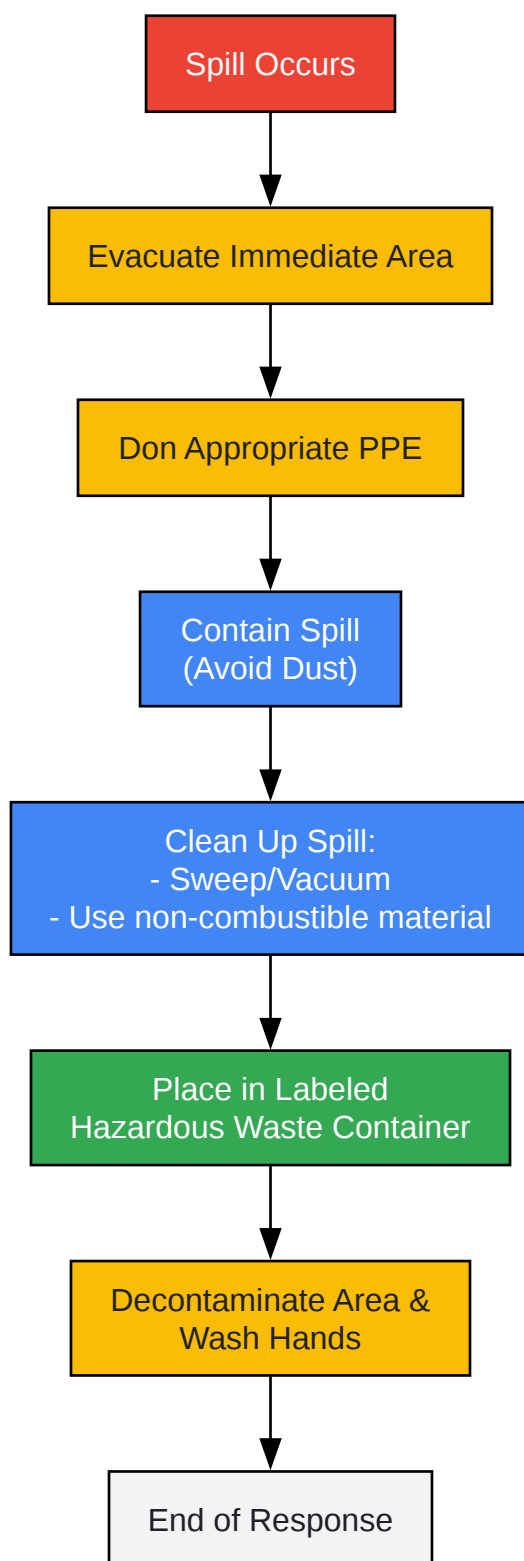 Spill Occurs
Evacuate Immediate Area
Don Appropriate PPE
Contain Spill
(Avoid Dust)
Clean Up Spill:
- Sweep/Vacuum
- Use non-combustible material
Place in Labeled
Hazardous Waste Container
Decontaminate Area &
Wash Hands
End of Response